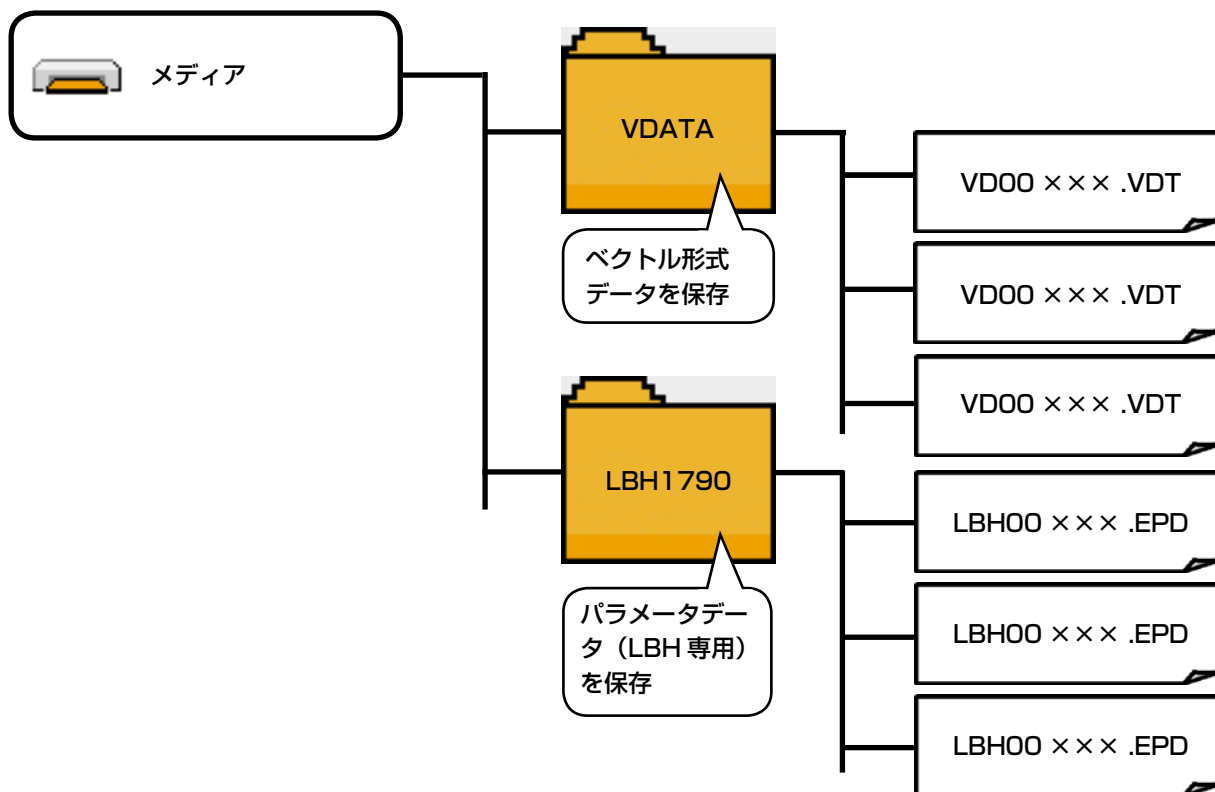 メディア
VDATA
ベクトル形式
データを保存
VD00 ××× .VDT
VD00 ××× .VDT
VD00 ××× .VDT
LBH1790
パラメータデー
タ（LBH 専用）
を保存
LBH00 ××× .EPD
LBH00 ××× .EPD
LBH00 ××× .EPD